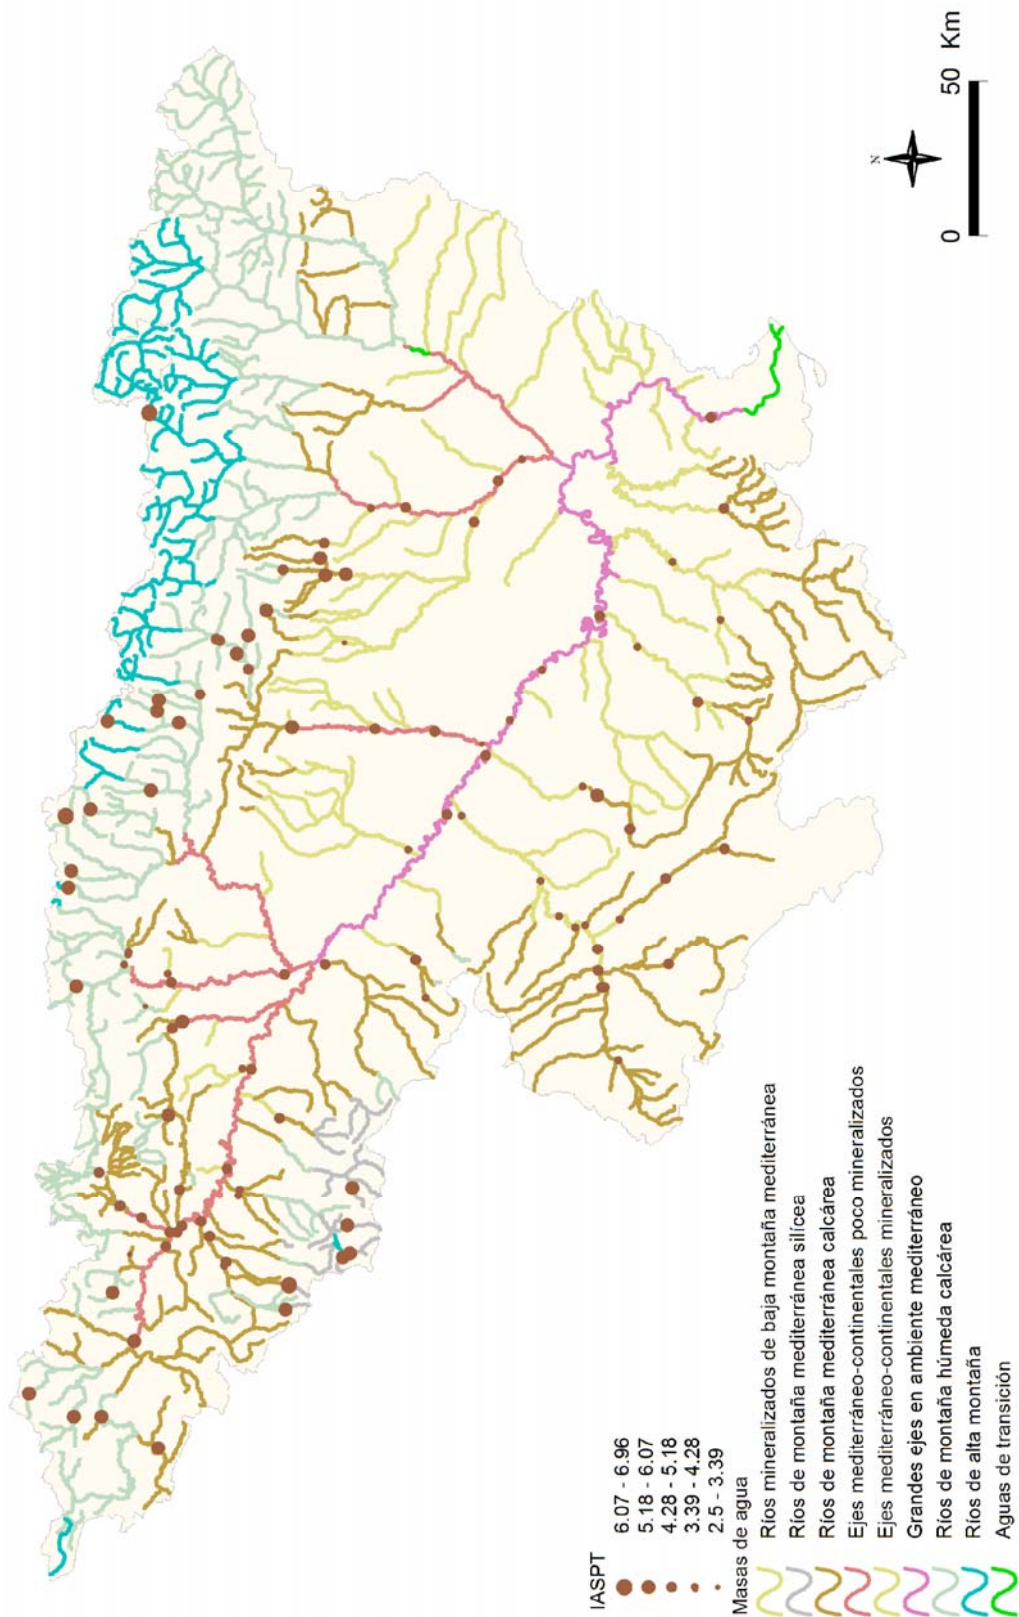 IASPT
6.07 - 6.96
5.18 - 6.07
4.28 - 5.18
3.39 - 4.28
2.5 - 3.39
Masas de agua
Ríos mineralizados de baja montaña mediterránea
Ríos de montaña mediterránea silícea
Ríos de montaña mediterránea calcárea
Ejes mediterráneo-continentales poco mineralizados
Ejes mediterráneo-continentales mineralizados
Grandes ejes en ambiente mediterráneo
Ríos de montaña húmeda calcárea
Ríos de alta montaña
Aguas de transición
N
0 50 Km